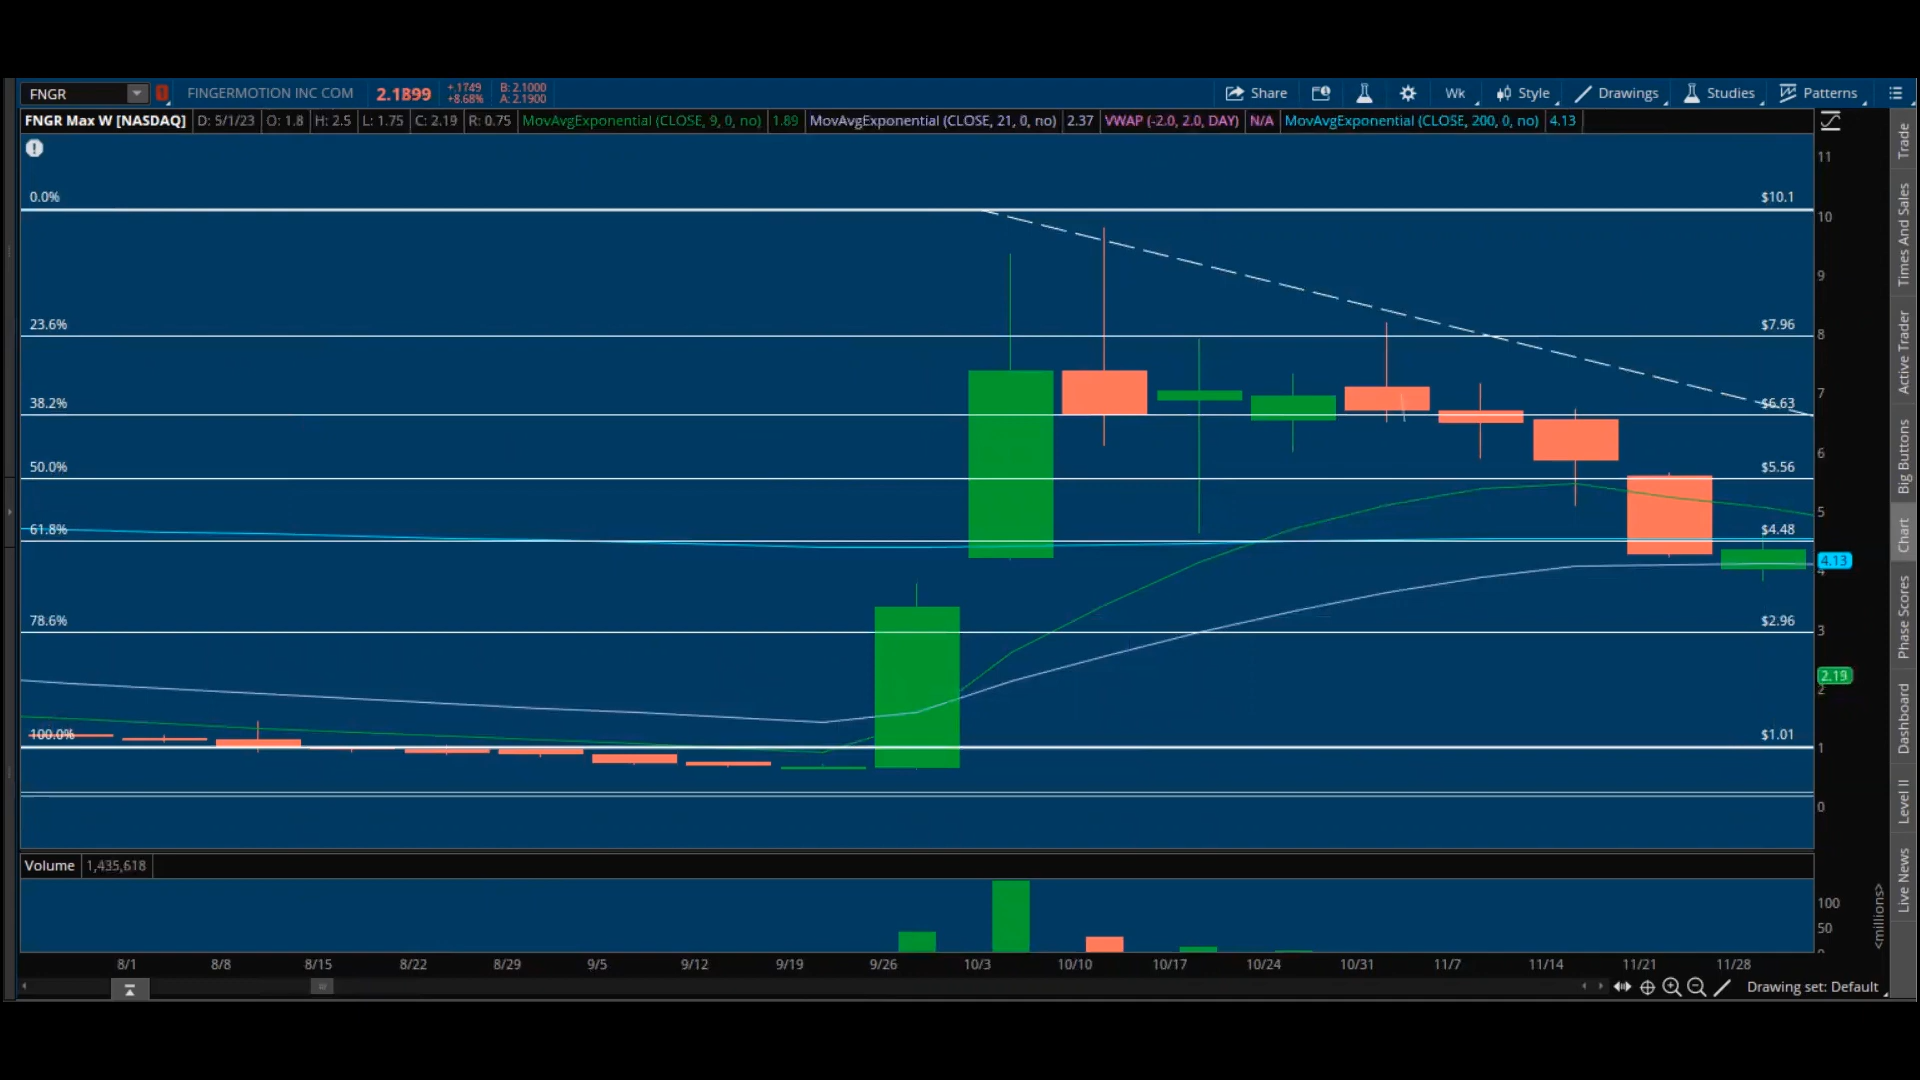 FNGR
FINGERMOTION INC COM
2.1899
+.1749
+8.68%
B: 2.1000
A: 2.1900
Share
Wk
Style
Drawings
Studies
Patterns
FNGR Max W [NASDAQ] D: 5/1/23 O: 1.8 H: 2.5 L: 1.75 C: 2.19 R: 0.75 MovAvgExponential (CLOSE, 9, 0, no) 1.89 MovAvgExponential (CLOSE, 21, 0, no) 2.37 VWAP (-2.0, 2.0, DAY) N/A MovAvgExponential (CLOSE, 200, 0, no) 4.13
0.0% $10.1
23.6% $7.96
38.2% $6.63
50.0% $5.56
61.8% $4.48
78.6% $2.96
100.0% $1.01
11
10
9
8
7
6
5
4
4.13
3
2.19
2
1
0
Volume 1,435,618
100
50
0
<millions>
8/1 8/8 8/15 8/22 8/29 9/5 9/12 9/19 9/26 10/3 10/10 10/17 10/24 10/31 11/7 11/14 11/21 11/28
Drawing set: Default
Trade
Times And Sales
Active Trader
Big Buttons
Chart
Phase Scores
Dashboard
Level II
Live News